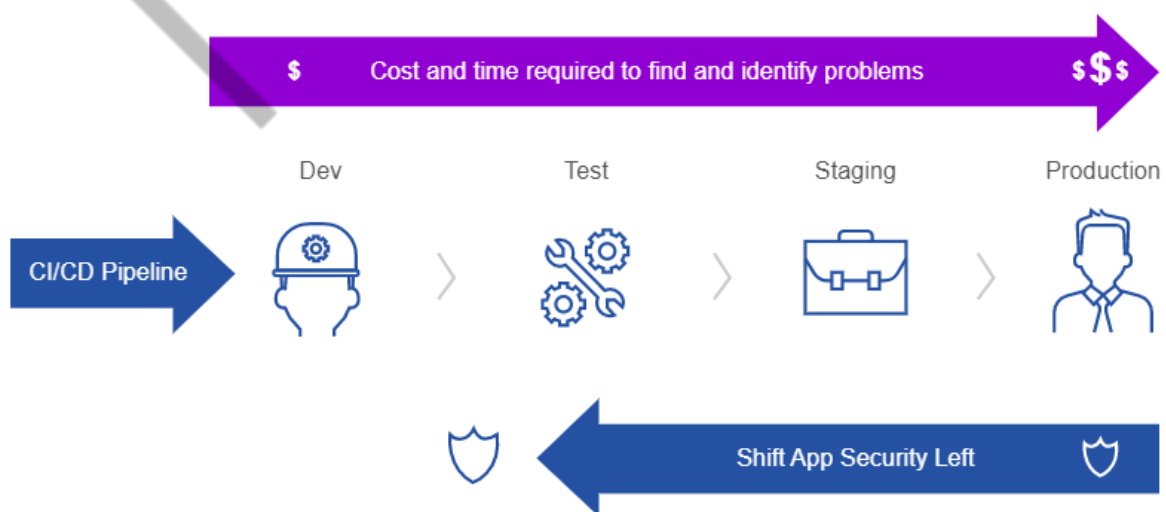 $ Cost and time required to find and identify problems $$$
Dev Test Staging Production
CI/CD Pipeline
Shift App Security Left